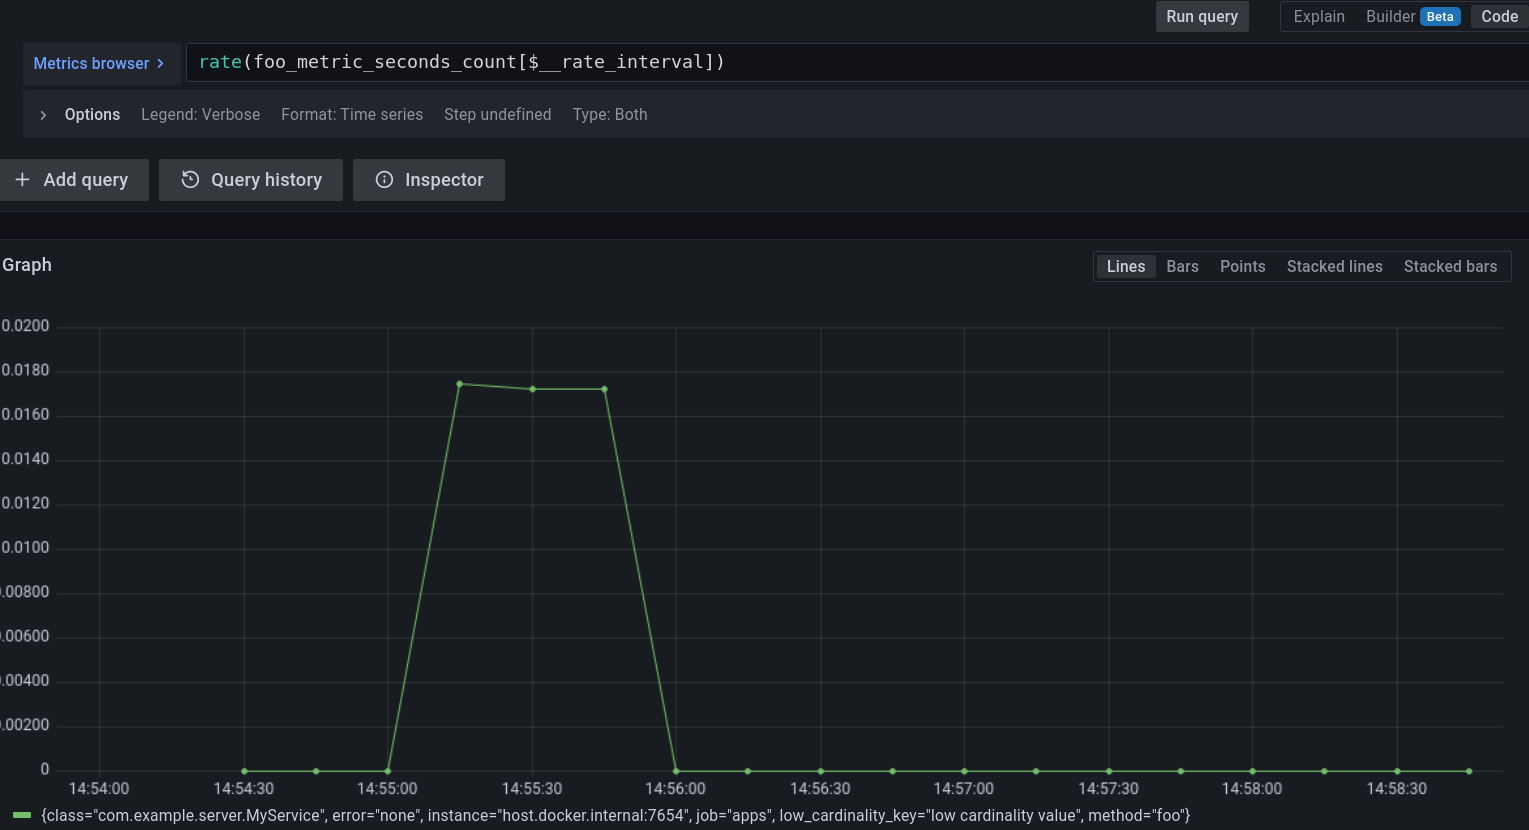 Run query Explain Builder Beta Code
Metrics browser > rate(foo_metric_seconds_count[$__rate_interval])
> Options Legend: Verbose Format: Time series Step undefined Type: Both
+ Add query Query history Inspector
Graph Lines Bars Points Stacked lines Stacked bars
0.0200
0.0180
0.0160
0.0140
0.0120
0.0100
.00800
.00600
.00400
.00200
0
14:54:00 14:54:30 14:55:00 14:55:30 14:56:00 14:56:30 14:57:00 14:57:30 14:58:00 14:58:30
{class="com.example.server.MyService", error="none", instance="host.docker.internal:7654", job="apps", low_cardinality_key="low cardinality value", method="foo"}